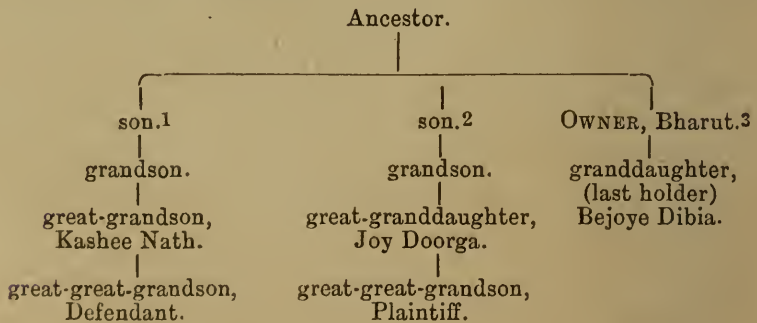 Ancestor.
son.1 son.2 OWNER, Bharut.3
grandson. grandson. granddaughter,
(last holder)
great-grandson, great-granddaughter, Bejoye Dibia.
Kashee Nath. Joy Doorga.
great-great-grandson, great-great-grandson,
Defendant. Plaintiff.